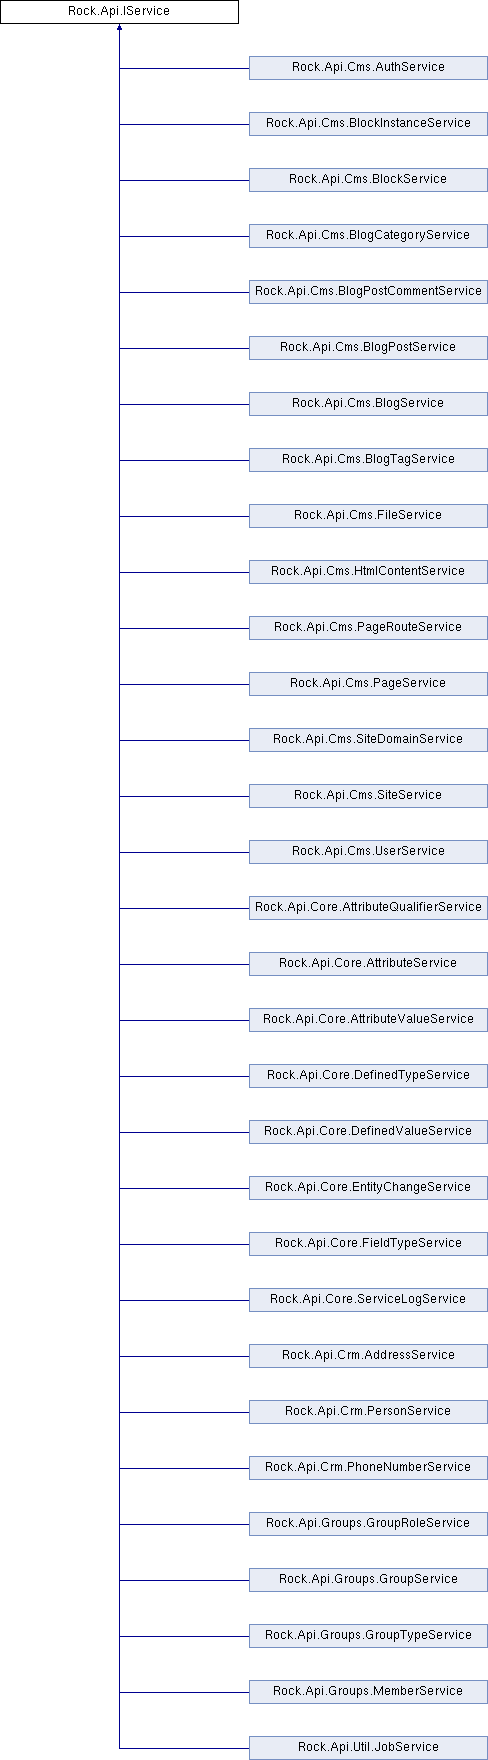 Rock.Api.IService
Rock.Api.Cms.AuthService
Rock.Api.Cms.BlockInstanceService
Rock.Api.Cms.BlockService
Rock.Api.Cms.BlogCategoryService
Rock.Api.Cms.BlogPostCommentService
Rock.Api.Cms.BlogPostService
Rock.Api.Cms.BlogService
Rock.Api.Cms.BlogTagService
Rock.Api.Cms.FileService
Rock.Api.Cms.HtmlContentService
Rock.Api.Cms.PageRouteService
Rock.Api.Cms.PageService
Rock.Api.Cms.SiteDomainService
Rock.Api.Cms.SiteService
Rock.Api.Cms.UserService
Rock.Api.Core.AttributeQualifierService
Rock.Api.Core.AttributeService
Rock.Api.Core.AttributeValueService
Rock.Api.Core.DefinedTypeService
Rock.Api.Core.DefinedValueService
Rock.Api.Core.EntityChangeService
Rock.Api.Core.FieldTypeService
Rock.Api.Core.ServiceLogService
Rock.Api.Crm.AddressService
Rock.Api.Crm.PersonService
Rock.Api.Crm.PhoneNumberService
Rock.Api.Groups.GroupRoleService
Rock.Api.Groups.GroupService
Rock.Api.Groups.GroupTypeService
Rock.Api.Groups.MemberService
Rock.Api.Util.JobService